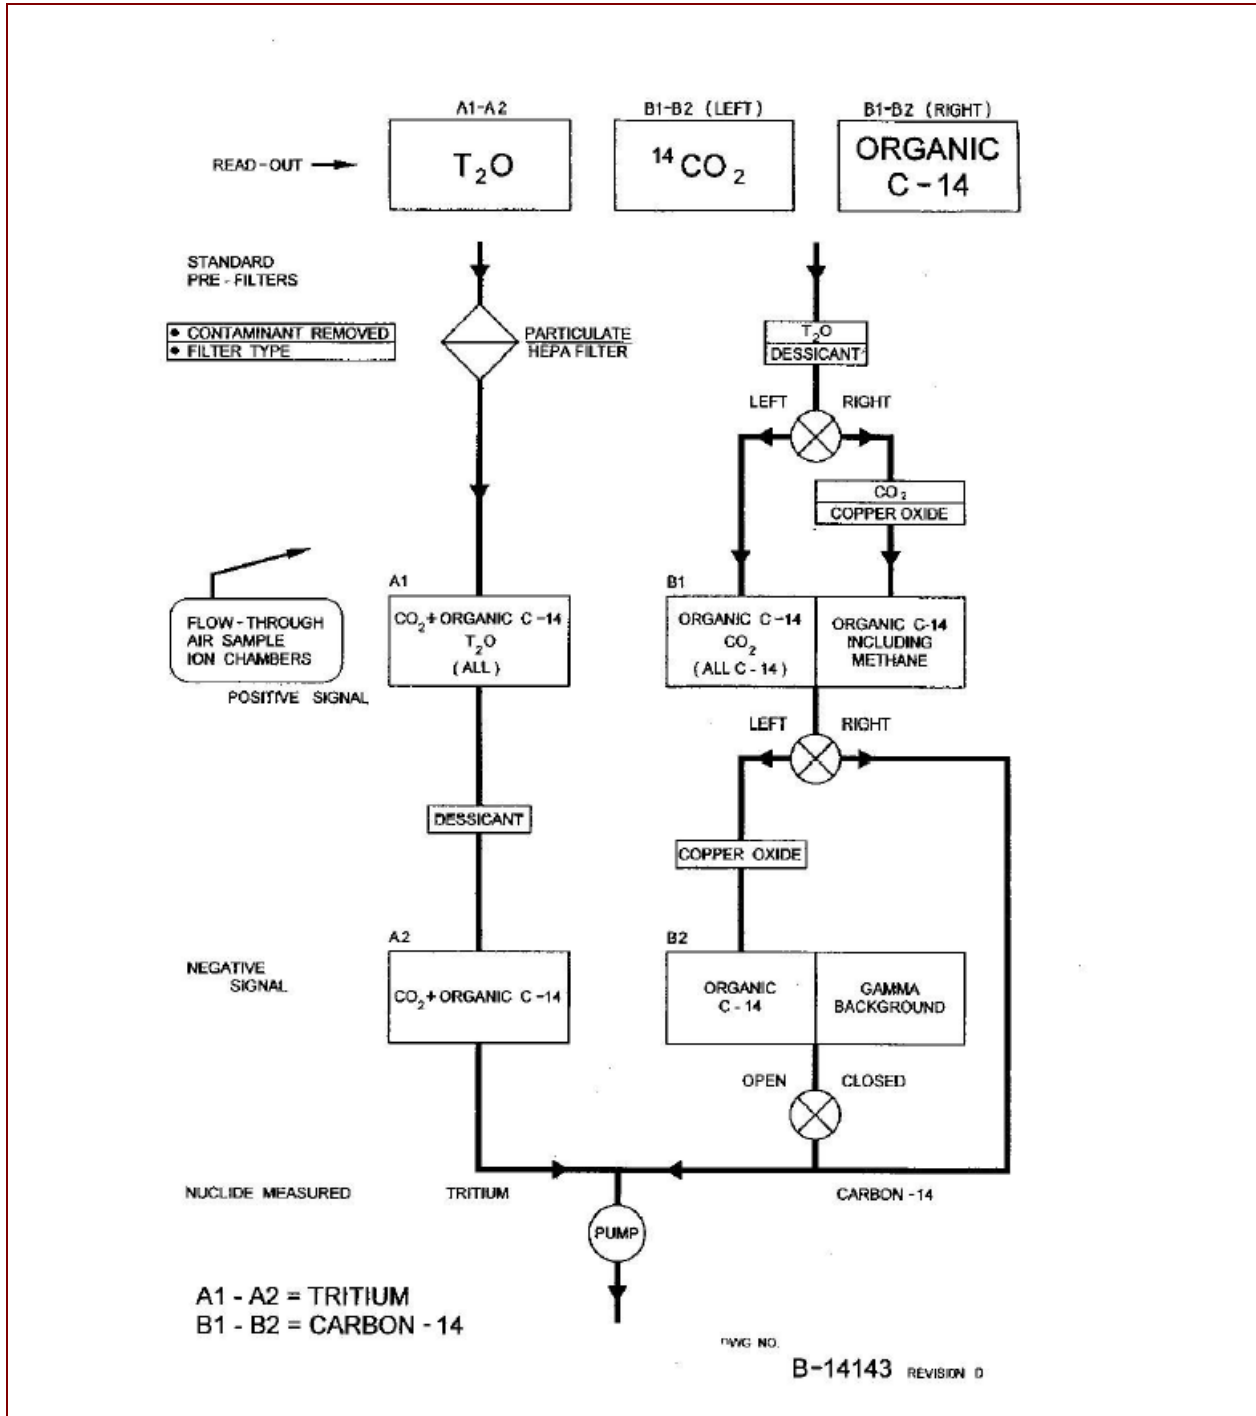 A1-A2
B1-B2 (LEFT)
B1-B2 (RIGHT)
READ-OUT
T₂O
¹⁴CO₂
ORGANIC
C-14
STANDARD
PRE-FILTERS
• CONTAMINANT REMOVED
• FILTER TYPE
PARTICULATE
HEPA FILTER
T₂O
DESSICANT
LEFT RIGHT
CO₂
COPPER OXIDE
FLOW-THROUGH
AIR SAMPLE
ION CHAMBERS
POSITIVE SIGNAL
A1
CO₂+ORGANIC C-14
T₂O
(ALL)
B1
ORGANIC C-14
CO₂
(ALL C-14)
ORGANIC C-14
INCLUDING
METHANE
LEFT RIGHT
DESSICANT
COPPER OXIDE
NEGATIVE
SIGNAL
A2
CO₂+ORGANIC C-14
B2
ORGANIC
C-14
GAMMA
BACKGROUND
OPEN CLOSED
NUCLIDE MEASURED
TRITIUM
CARBON-14
PUMP
A1 - A2 = TRITIUM
B1 - B2 = CARBON - 14
DWG NO.
B-14143 REVISION D